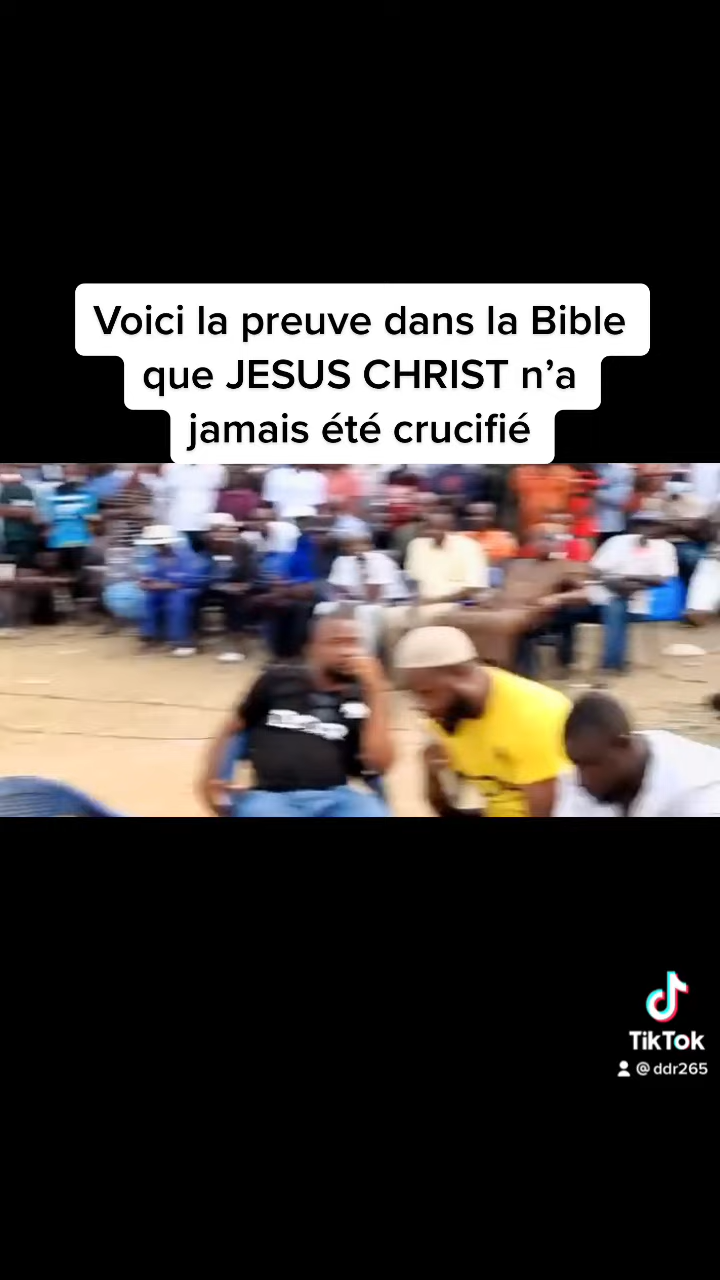 Voici la preuve dans la Bible
que JESUS CHRIST n’a
jamais été crucifié
TikTok
@ddr265